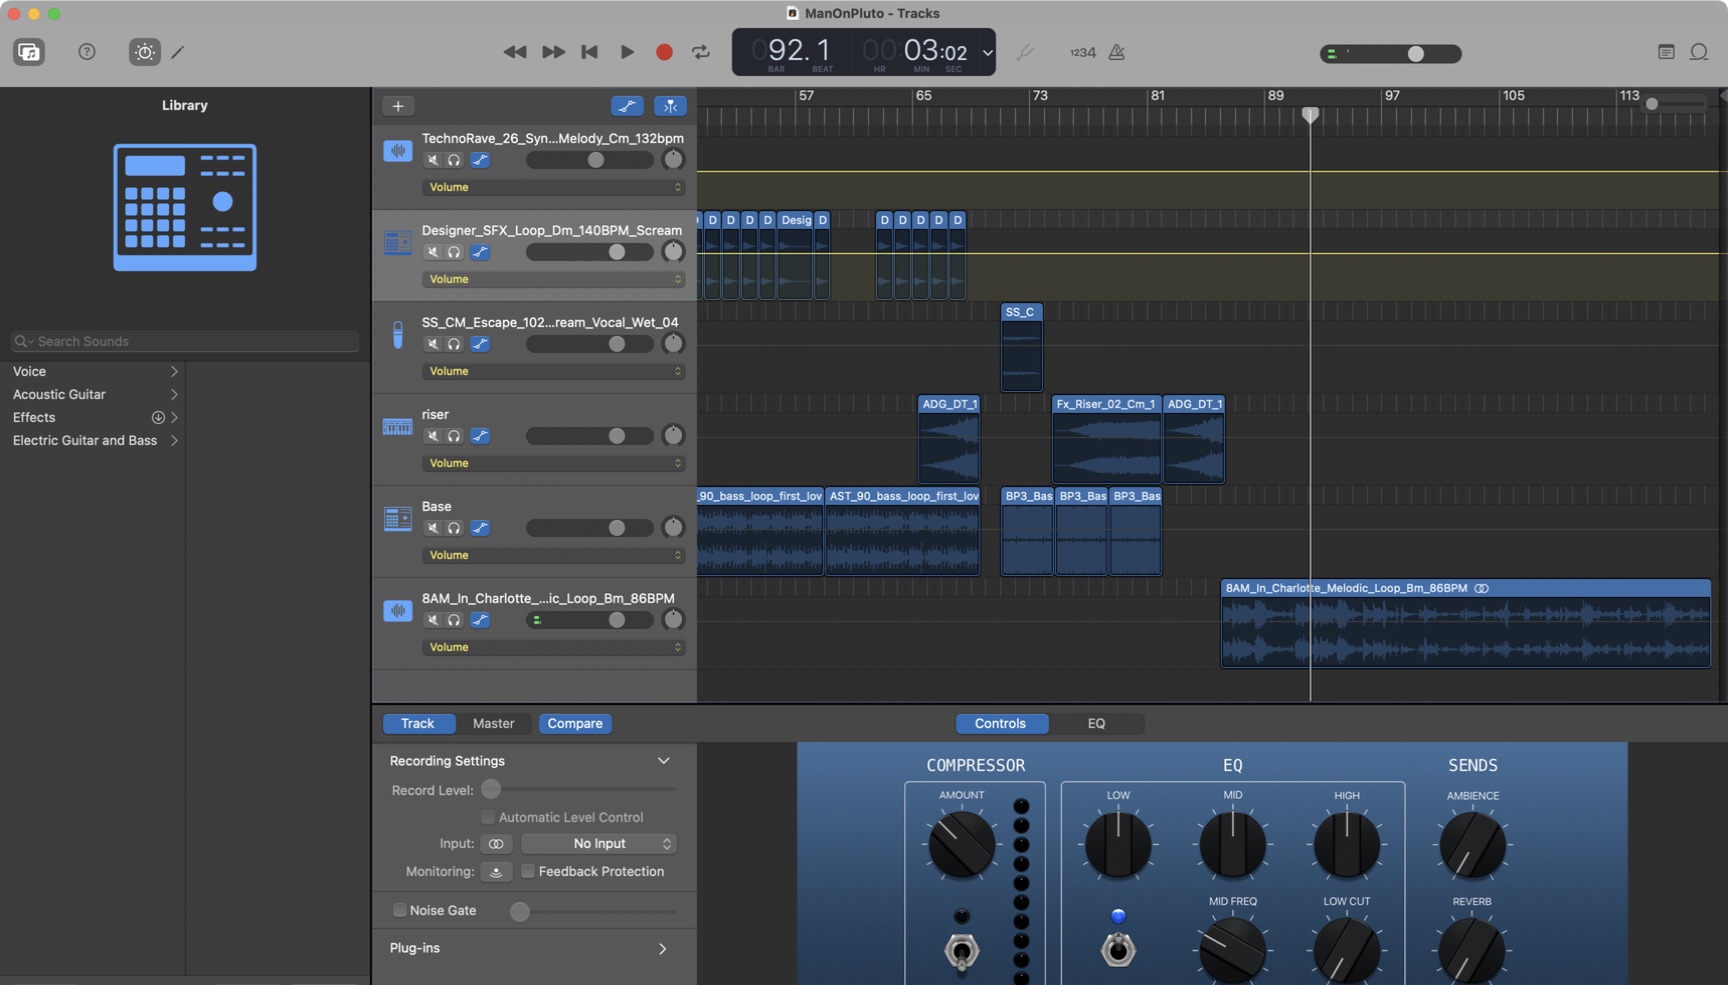 ManOnPluto - Tracks
92.1
BAR
BEAT
00:03:02
HR
MIN
SEC
1234
Library
57
65
73
81
89
97
105
113
Search Sounds
Voice
Acoustic Guitar
Effects
Electric Guitar and Bass
TechnoRave_26_Syn...Melody_Cm_132bpm
Volume
Designer_SFX_Loop_Dm_140BPM_Scream
Volume
D
D
D
D
Desig
D
D
D
D
D
D
SS_CM_Escape_102...ream_Vocal_Wet_04
Volume
SS_C
riser
Volume
ADG_DT_1
Fx_Riser_02_Cm_1
ADG_DT_1
Base
Volume
_90_bass_loop_first_lov
AST_90_bass_loop_first_lov
BP3_Bas
BP3_Bas
BP3_Bas
8AM_In_Charlotte_...ic_Loop_Bm_86BPM
Volume
8AM_In_Charlotte_Melodic_Loop_Bm_86BPM
Track
Master
Compare
Controls
EQ
Recording Settings
Record Level:
Automatic Level Control
Input:
No Input
Monitoring:
Feedback Protection
Noise Gate
Plug-ins
COMPRESSOR
AMOUNT
EQ
LOW
MID
HIGH
MID FREQ
LOW CUT
SENDS
AMBIENCE
REVERB